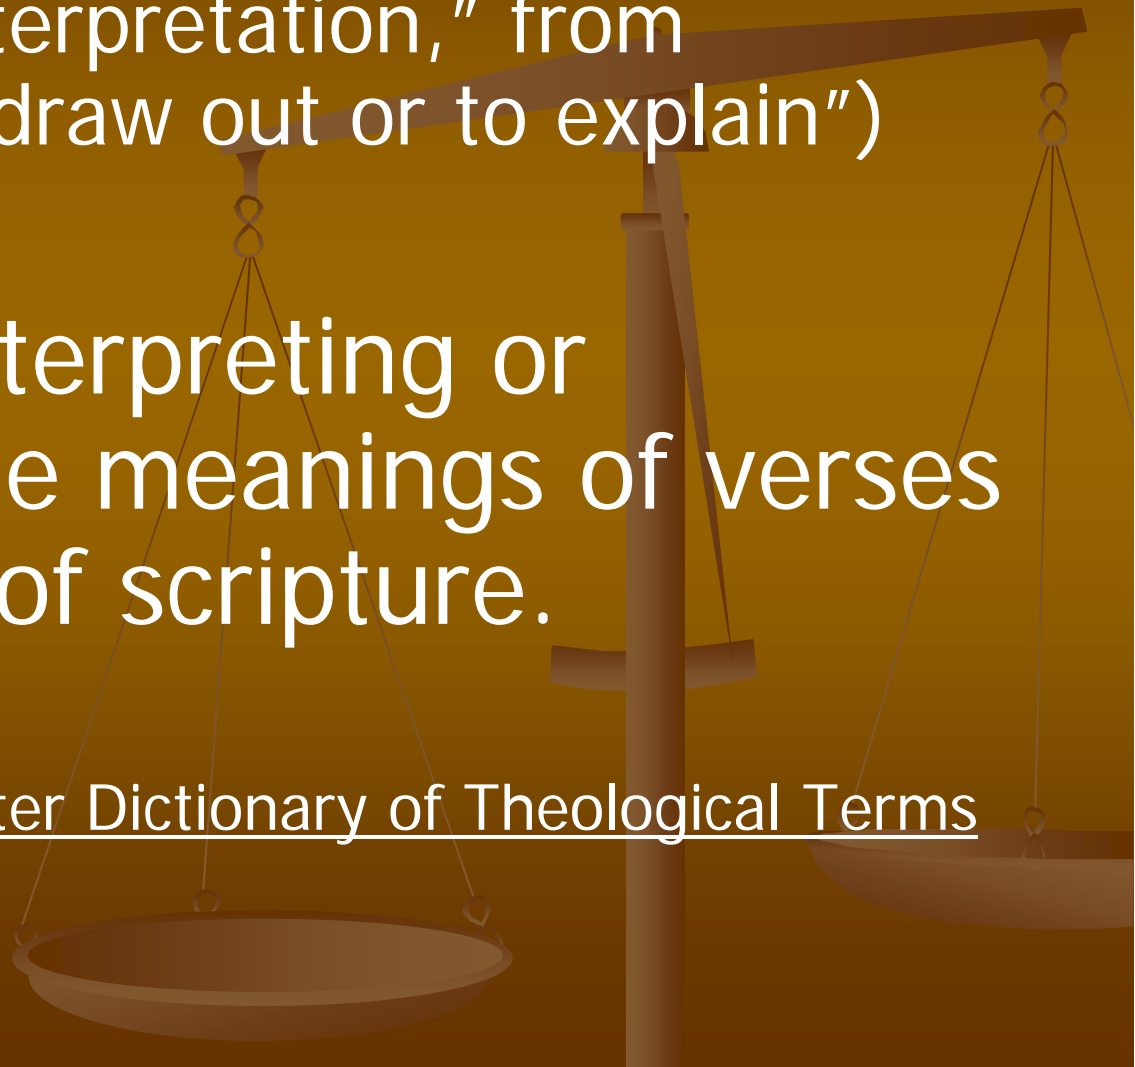 terpretation,” from
draw out or to explain”)
terpreting or
e meanings of verses
of scripture.
ter Dictionary of Theological Terms